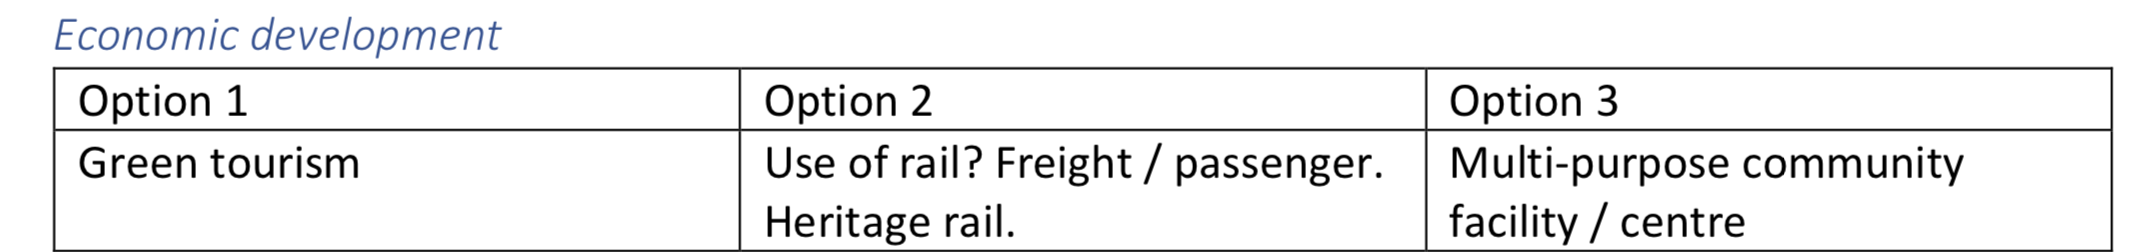 Economic development
Option 1
Option 2
Option 3
Green tourism
Use of rail? Freight / passenger.
Heritage rail.
Multi-purpose community
facility / centre